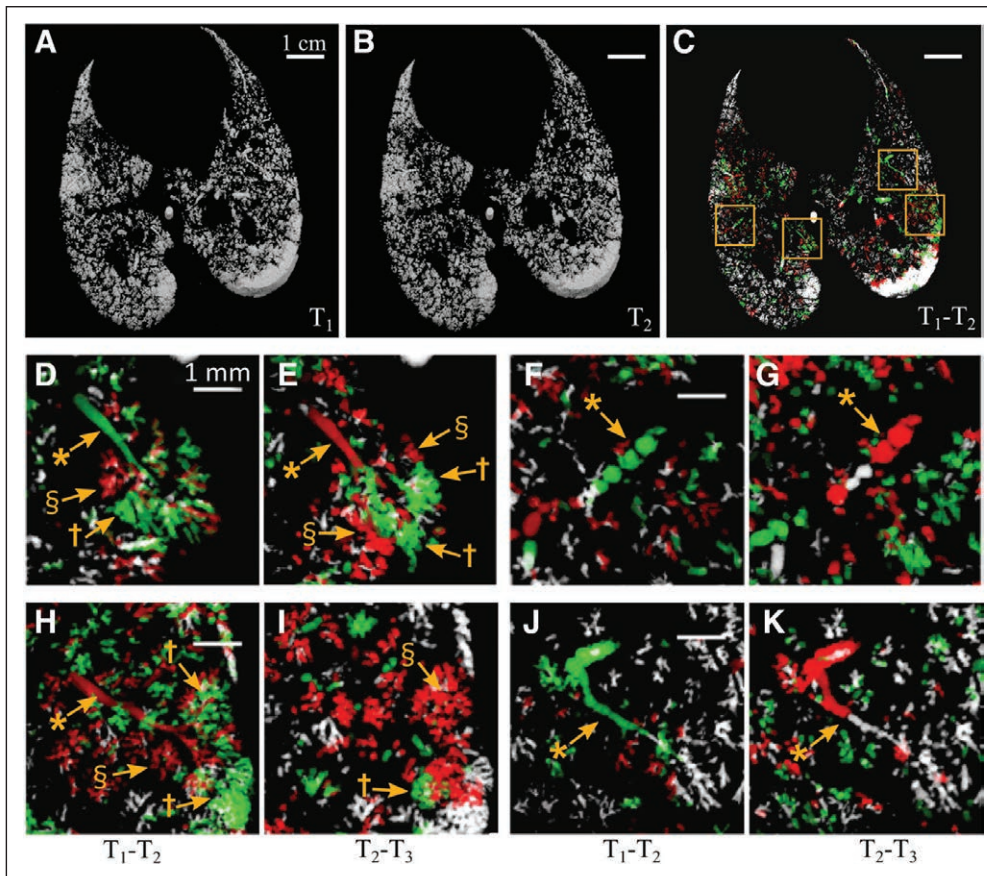 A 1 cm B C
T₁ T₂ T₁-T₂
D 1 mm E F G
* § † * § † § † * *
H I J K
* † § † § † * *
T₁-T₂ T₂-T₃ T₁-T₂ T₂-T₃